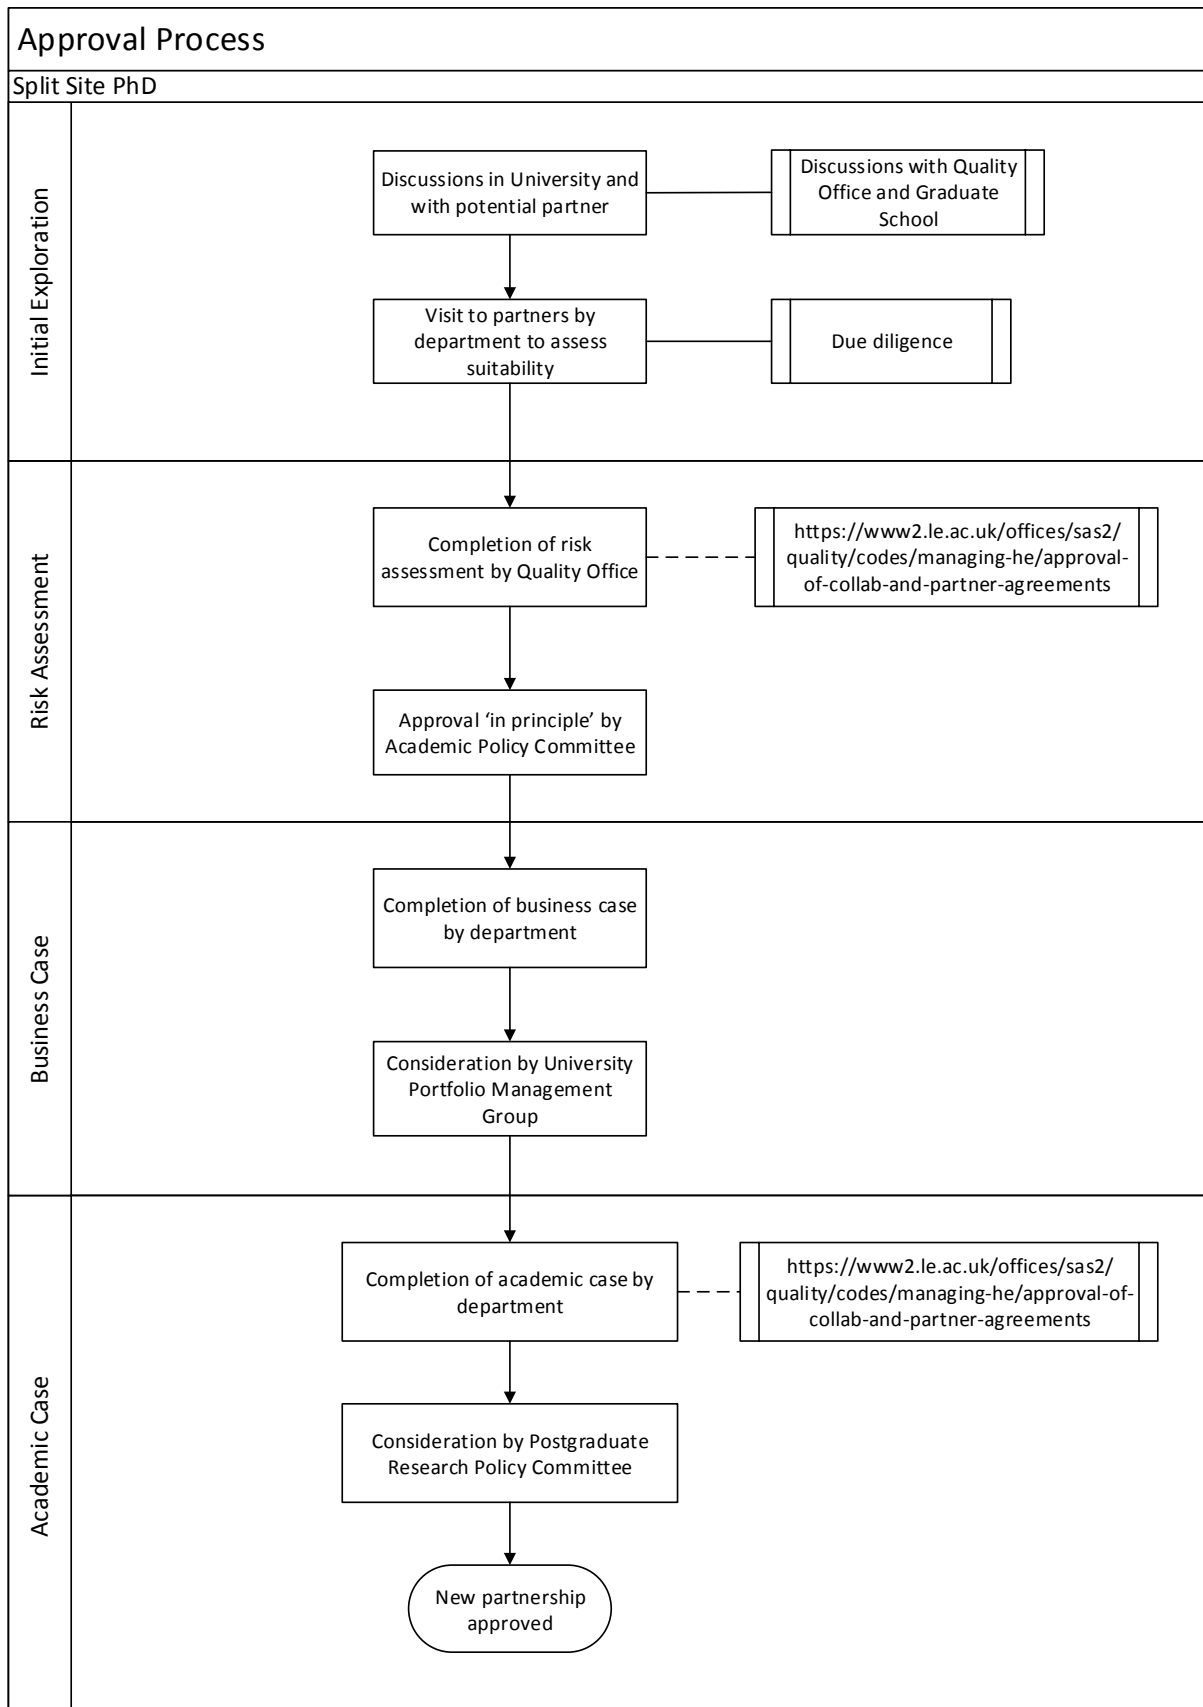 Approval Process
Split Site PhD
Initial Exploration
Discussions in University and
with potential partner
Discussions with Quality
Office and Graduate
School
Visit to partners by
department to assess
suitability
Due diligence
Risk Assessment
Completion of risk
assessment by Quality Office
https://www2.le.ac.uk/offices/sas2/
quality/codes/managing-he/approval-
of-collab-and-partner-agreements
Approval ‘in principle’ by
Academic Policy Committee
Business Case
Completion of business case
by department
Consideration by University
Portfolio Management
Group
Academic Case
Completion of academic case by
department
https://www2.le.ac.uk/offices/sas2/
quality/codes/managing-he/approval-of-
collab-and-partner-agreements
Consideration by Postgraduate
Research Policy Committee
New partnership
approved